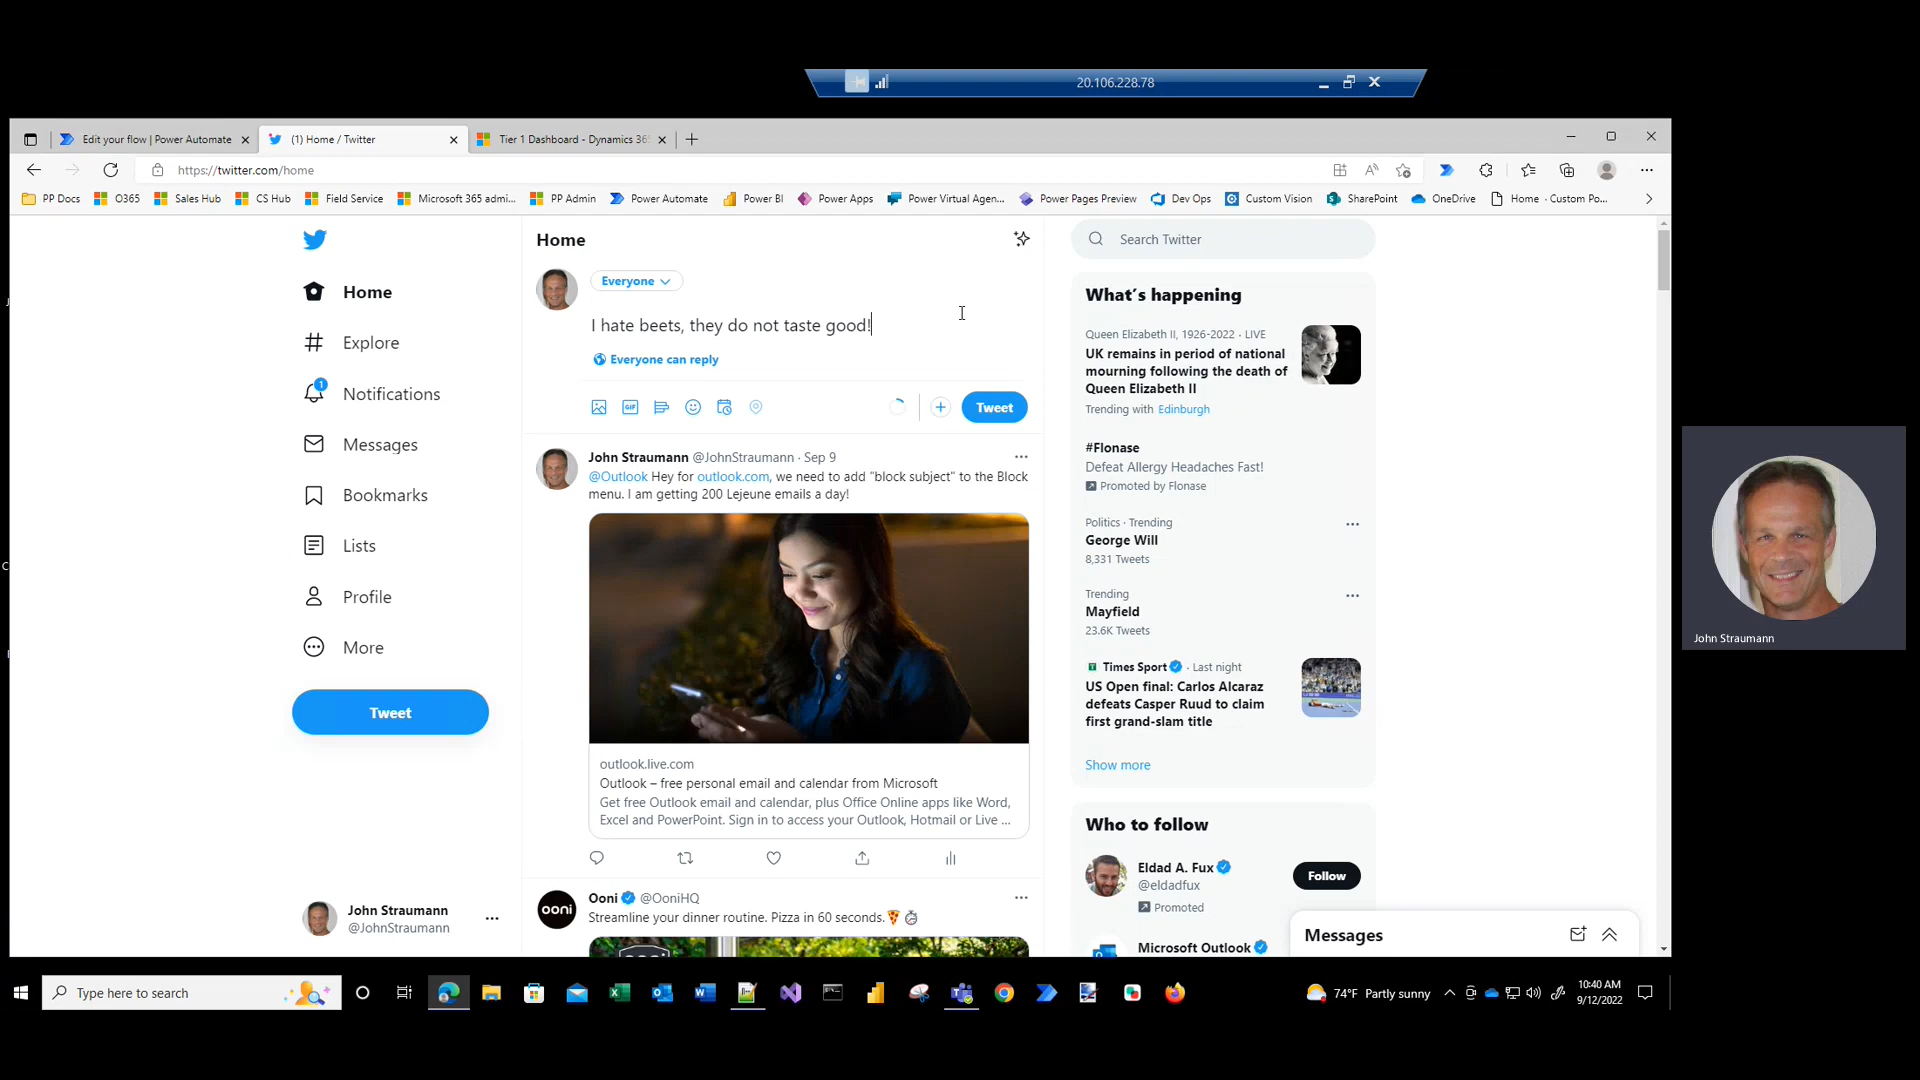 20.106.228.78
Edit your flow | Power Automate
(1) Home / Twitter
Tier 1 Dashboard - Dynamics 365
https://twitter.com/home
PP Docs
O365
Sales Hub
CS Hub
Field Service
Microsoft 365 admi...
PP Admin
Power Automate
Power BI
Power Apps
Power Virtual Agen...
Power Pages Preview
Dev Ops
Custom Vision
SharePoint
OneDrive
Home - Custom Po...
Home
Explore
1
Notifications
Messages
Bookmarks
Lists
Profile
More
Tweet
John Straumann
@JohnStraumann
Home
Everyone
I hate beets, they do not taste good!
Everyone can reply
GIF
Tweet
John Straumann @JohnStraumann · Sep 9
@Outlook Hey for outlook.com, we need to add "block subject" to the Block
menu. I am getting 200 Lejeune emails a day!
outlook.live.com
Outlook – free personal email and calendar from Microsoft
Get free Outlook email and calendar, plus Office Online apps like Word,
Excel and PowerPoint. Sign in to access your Outlook, Hotmail or Live ...
ooni
Ooni @OoniHQ
Streamline your dinner routine. Pizza in 60 seconds.
Search Twitter
What's happening
Queen Elizabeth II, 1926-2022 · LIVE
UK remains in period of national
mourning following the death of
Queen Elizabeth II
Trending with Edinburgh
#Flonase
Defeat Allergy Headaches Fast!
Promoted by Flonase
Politics · Trending
George Will
8,331 Tweets
Trending
Mayfield
23.6K Tweets
Times Sport · Last night
US Open final: Carlos Alcaraz
defeats Casper Ruud to claim
first grand-slam title
Show more
Who to follow
Eldad A. Fux
@eldadfux
Promoted
Follow
Microsoft Outlook
Messages
John Straumann
Type here to search
74°F Partly sunny
10:40 AM
9/12/2022